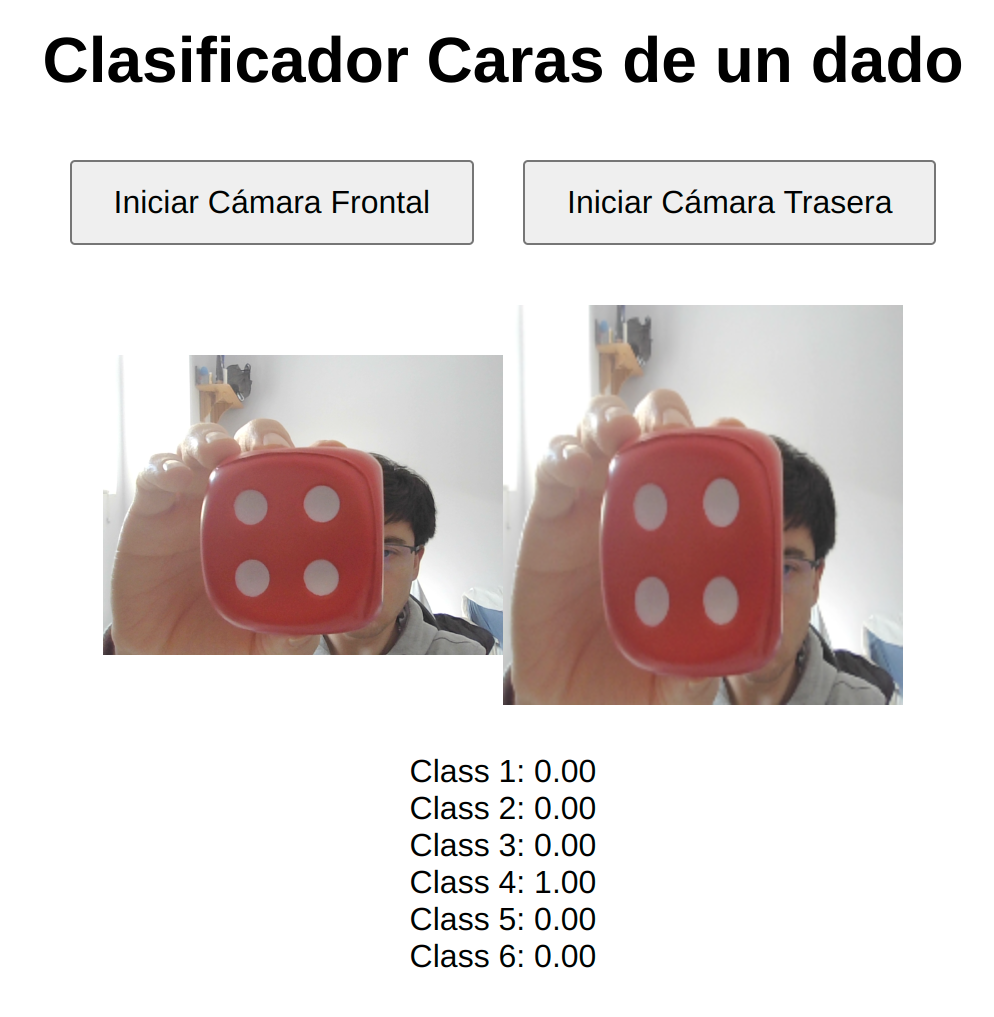 Clasificador Caras de un dado
Iniciar Cámara Frontal
Iniciar Cámara Trasera
Class 1: 0.00
Class 2: 0.00
Class 3: 0.00
Class 4: 1.00
Class 5: 0.00
Class 6: 0.00